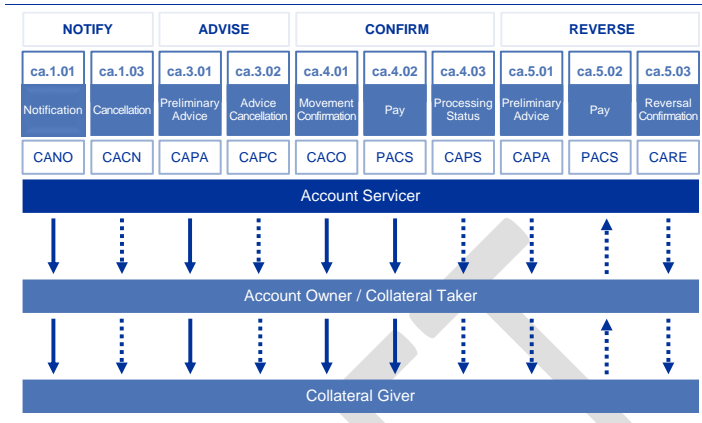 NOTIFY ADVISE CONFIRM REVERSE
ca.1.01 ca.1.03 ca.3.01 ca.3.02 ca.4.01 ca.4.02 ca.4.03 ca.5.01 ca.5.02 ca.5.03
Notification Cancellation Preliminary Advice Advice Cancellation Movement Confirmation Pay Processing Status Preliminary Advice Pay Reversal Confirmation
CANO CACN CAPA CAPC CACO PACS CAPS CAPA PACS CARE
Account Servicer
Account Owner / Collateral Taker
Collateral Giver